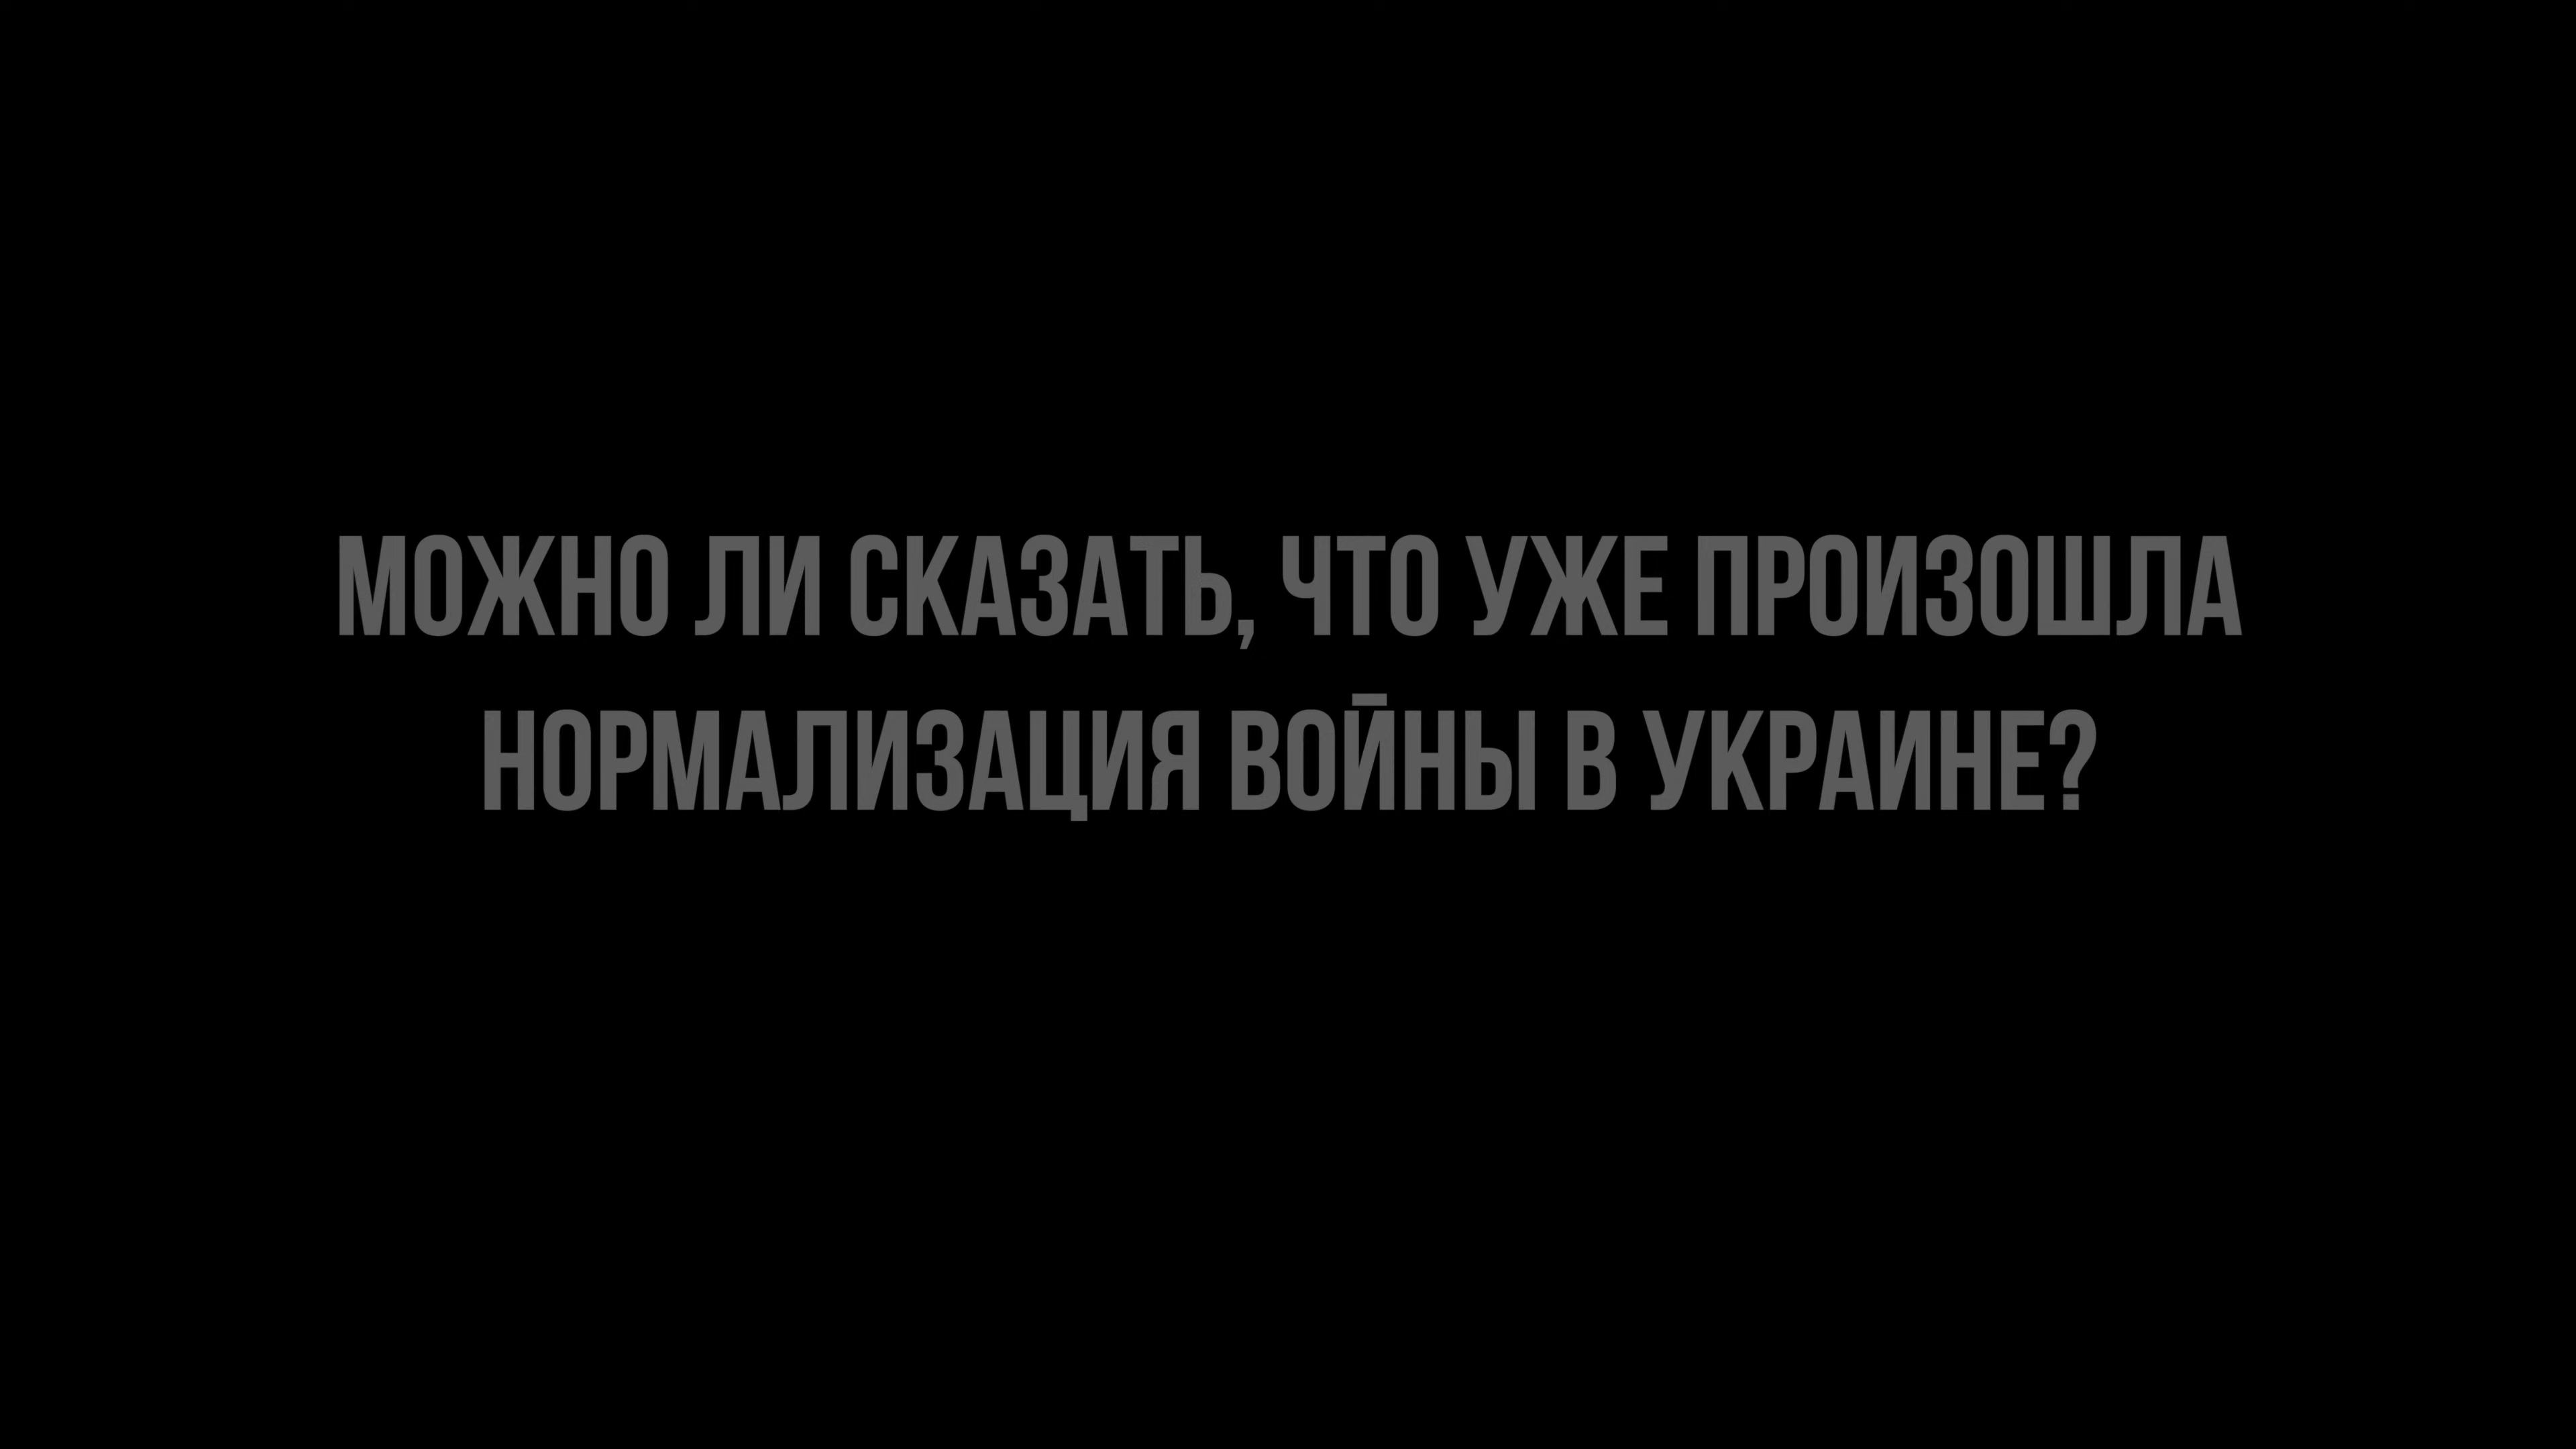 МОЖНО ЛИ СКАЗАТЬ, ЧТО УЖЕ ПРОИЗОШЛА
НОРМАЛИЗАЦИЯ ВОЙНЫ В УКРАИНЕ?